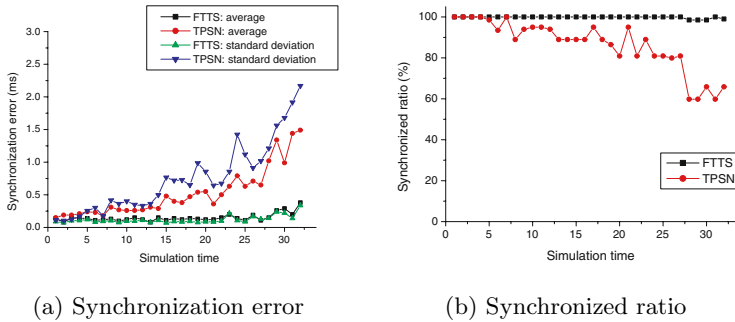 FTTS: average
TPSN: average
FTTS: standard deviation
TPSN: standard deviation
3.0
2.5
2.0
1.5
1.0
0.5
0.0
Synchronization error (ms)
0 5 10 15 20 25 30
Simulation time
(a) Synchronization error
100
80
60
40
20
0
Synchronized ratio (%)
FTTS
TPSN
0 5 10 15 20 25 30
Simulation time
(b) Synchronized ratio